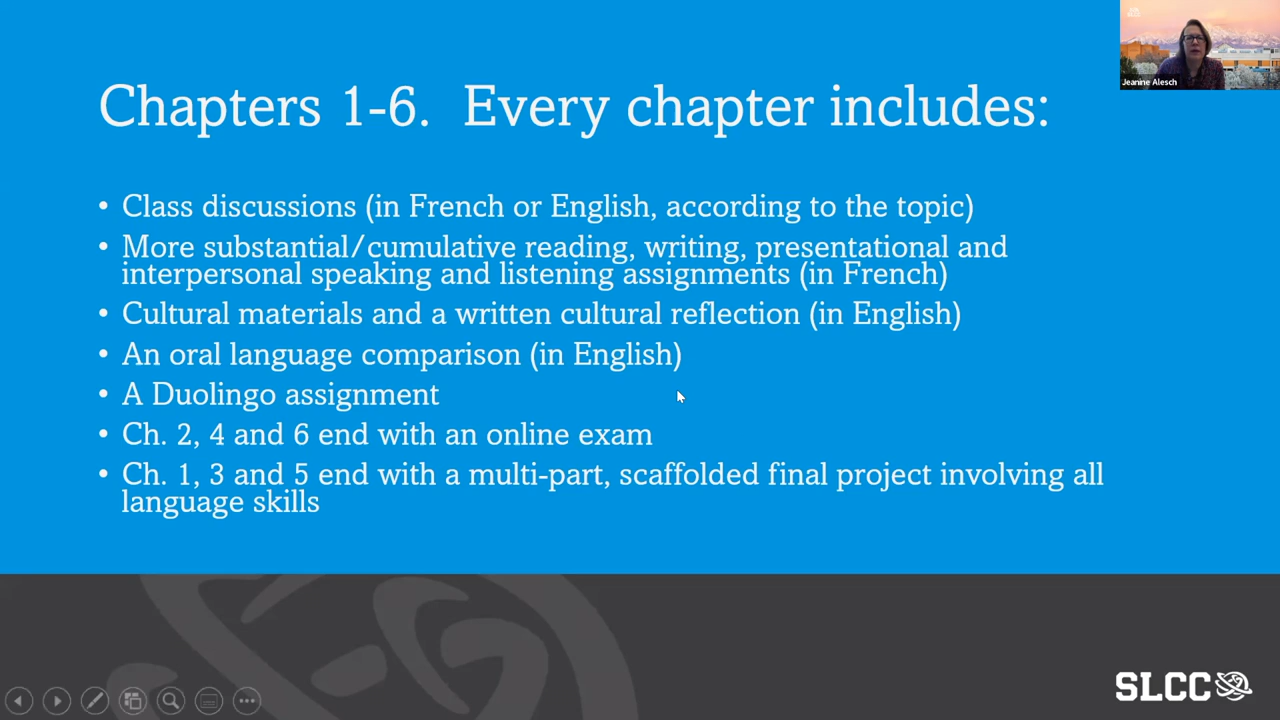 Jeanine Alesch
Chapters 1-6.  Every chapter includes:
• Class discussions (in French or English, according to the topic)
• More substantial/cumulative reading, writing, presentational and
interpersonal speaking and listening assignments (in French)
• Cultural materials and a written cultural reflection (in English)
• An oral language comparison (in English)
• A Duolingo assignment
• Ch. 2, 4 and 6 end with an online exam
• Ch. 1, 3 and 5 end with a multi-part, scaffolded final project involving all
language skills
SLCC